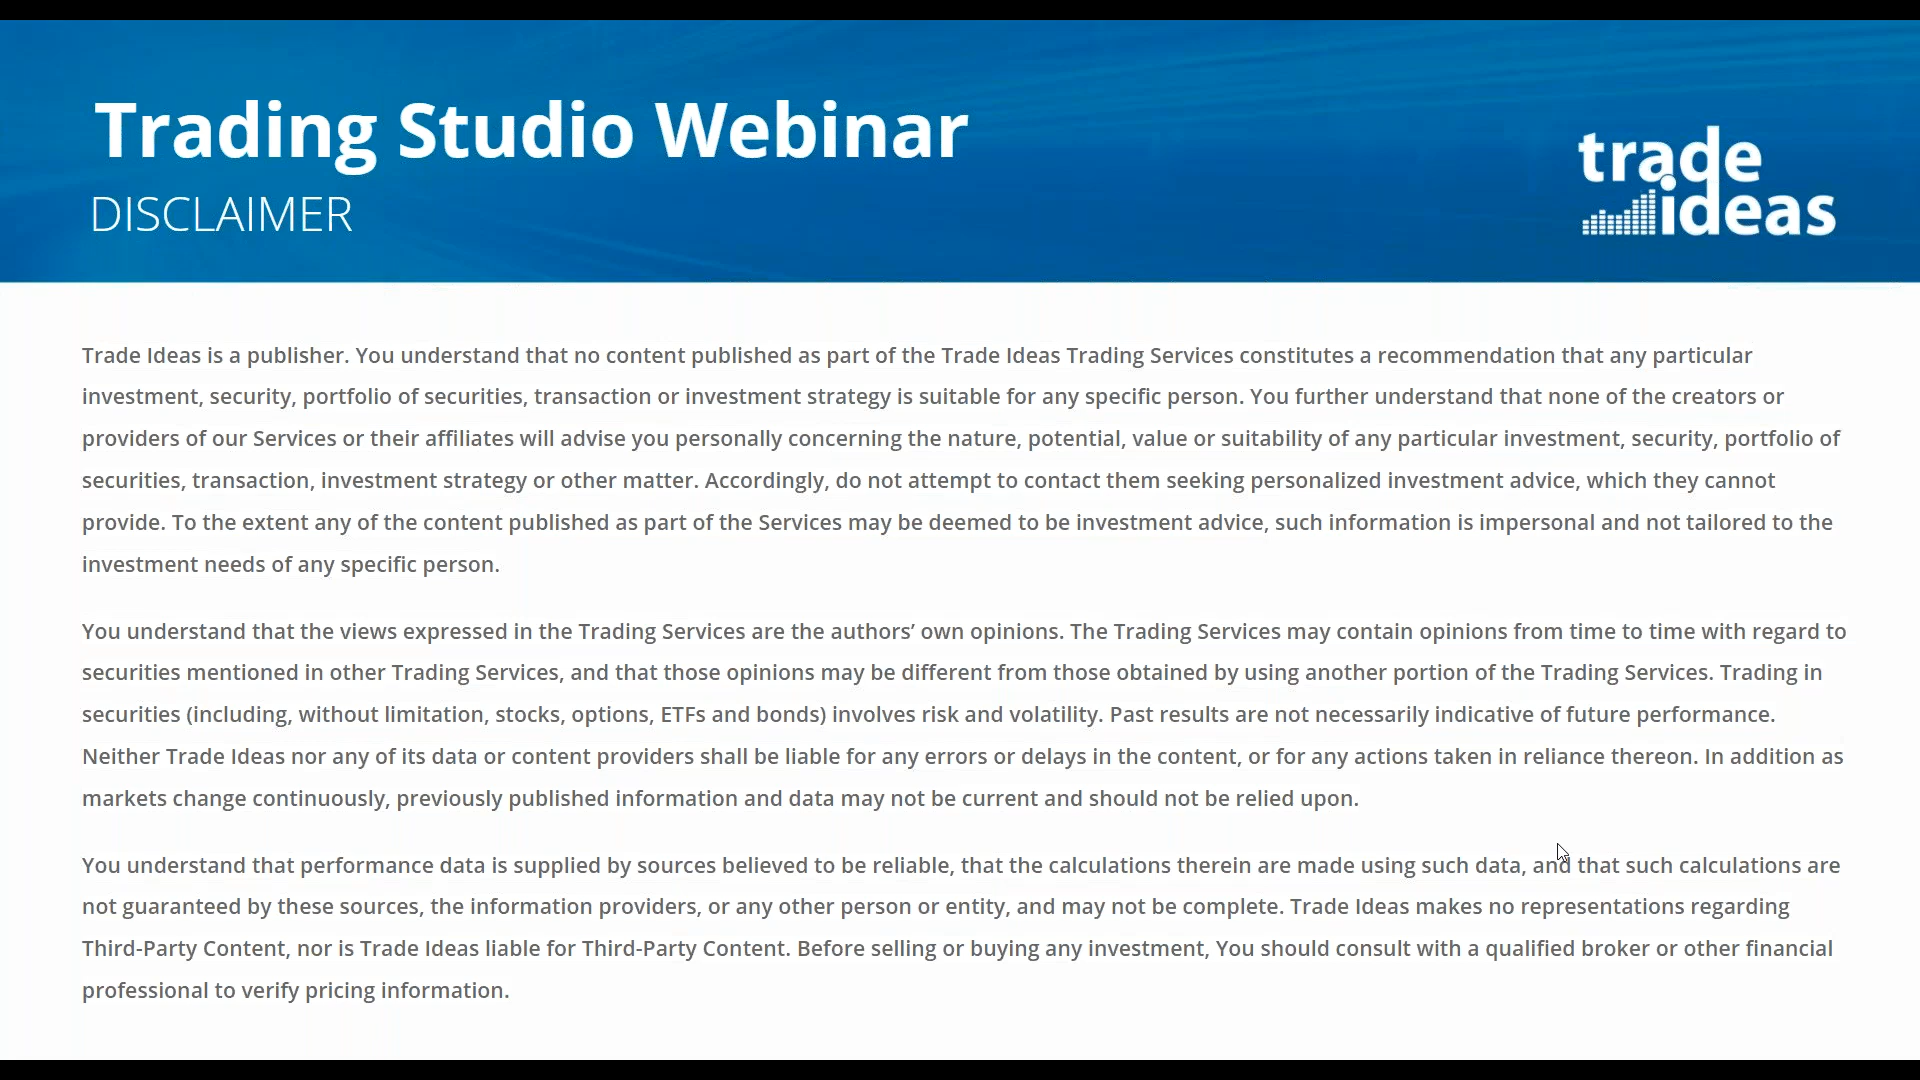 Trading Studio Webinar
DISCLAIMER
trade
ideas
Trade Ideas is a publisher. You understand that no content published as part of the Trade Ideas Trading Services constitutes a recommendation that any particular
investment, security, portfolio of securities, transaction or investment strategy is suitable for any specific person. You further understand that none of the creators or
providers of our Services or their affiliates will advise you personally concerning the nature, potential, value or suitability of any particular investment, security, portfolio of
securities, transaction, investment strategy or other matter. Accordingly, do not attempt to contact them seeking personalized investment advice, which they cannot
provide. To the extent any of the content published as part of the Services may be deemed to be investment advice, such information is impersonal and not tailored to the
investment needs of any specific person.
You understand that the views expressed in the Trading Services are the authors’ own opinions. The Trading Services may contain opinions from time to time with regard to
securities mentioned in other Trading Services, and that those opinions may be different from those obtained by using another portion of the Trading Services. Trading in
securities (including, without limitation, stocks, options, ETFs and bonds) involves risk and volatility. Past results are not necessarily indicative of future performance.
Neither Trade Ideas nor any of its data or content providers shall be liable for any errors or delays in the content, or for any actions taken in reliance thereon. In addition as
markets change continuously, previously published information and data may not be current and should not be relied upon.
You understand that performance data is supplied by sources believed to be reliable, that the calculations therein are made using such data, and that such calculations are
not guaranteed by these sources, the information providers, or any other person or entity, and may not be complete. Trade Ideas makes no representations regarding
Third-Party Content, nor is Trade Ideas liable for Third-Party Content. Before selling or buying any investment, You should consult with a qualified broker or other financial
professional to verify pricing information.